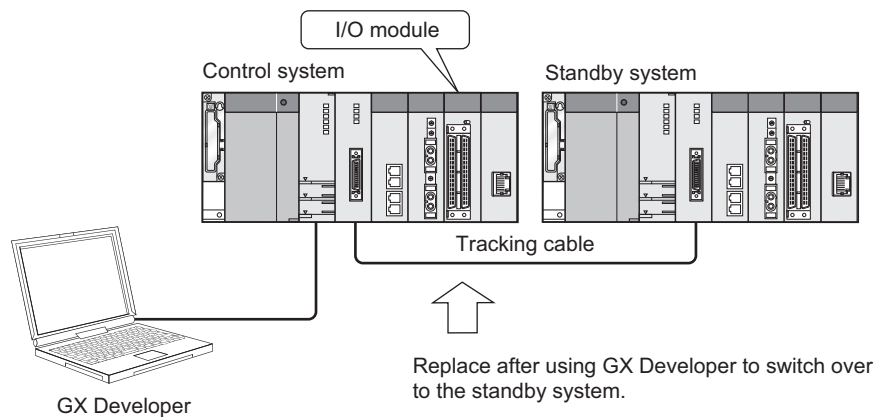 I/O module
Control system
Standby system
Tracking cable
Replace after using GX Developer to switch over
to the standby system.
GX Developer